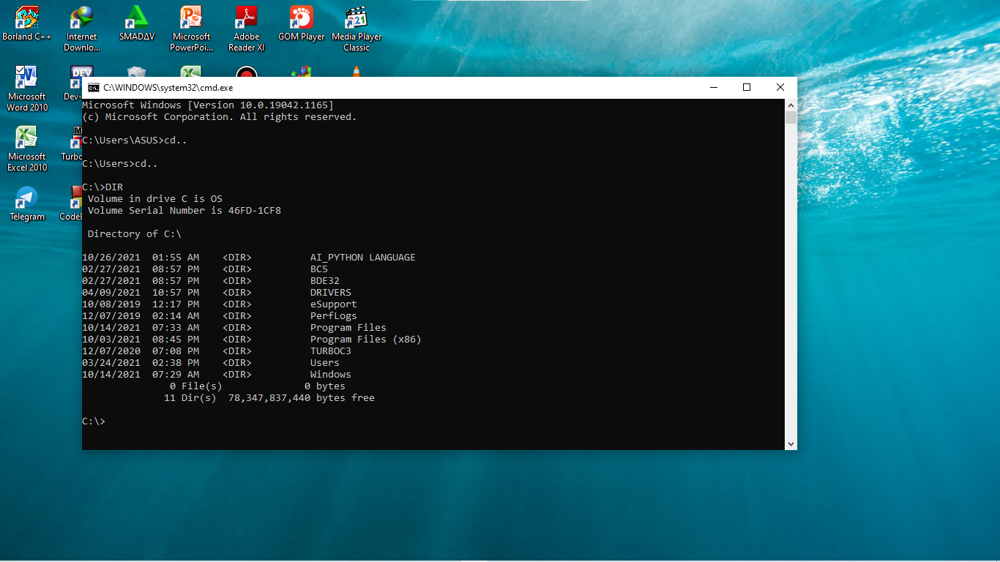 Borland C++
Internet Downlo...
SMADΔV
Microsoft PowerPoi...
Adobe Reader XI
GOM Player
Media Player Classic
321
Microsoft Word 2010
DEV
Dev-
Microsoft Excel 2010
Turbo
Telegram
CodeB
C:\WINDOWS\system32\cmd.exe
Microsoft Windows [Version 10.0.19042.1165]
(c) Microsoft Corporation. All rights reserved.
C:\Users\ASUS>cd..
C:\Users>cd..
C:\>DIR
Volume in drive C is OS
Volume Serial Number is 46FD-1CF8
Directory of C:\
10/26/2021  01:55 AM    <DIR>          AI_PYTHON LANGUAGE
02/27/2021  08:57 PM    <DIR>          BC5
02/27/2021  08:57 PM    <DIR>          BDE32
04/09/2021  10:57 PM    <DIR>          DRIVERS
10/08/2019  12:17 PM    <DIR>          eSupport
12/07/2019  02:14 AM    <DIR>          PerfLogs
10/14/2021  07:33 AM    <DIR>          Program Files
10/03/2021  08:45 PM    <DIR>          Program Files (x86)
12/07/2020  07:08 PM    <DIR>          TURBOC3
03/24/2021  02:38 PM    <DIR>          Users
10/14/2021  07:29 AM    <DIR>          Windows
0 File(s)              0 bytes
11 Dir(s)  78,347,837,440 bytes free
C:\>